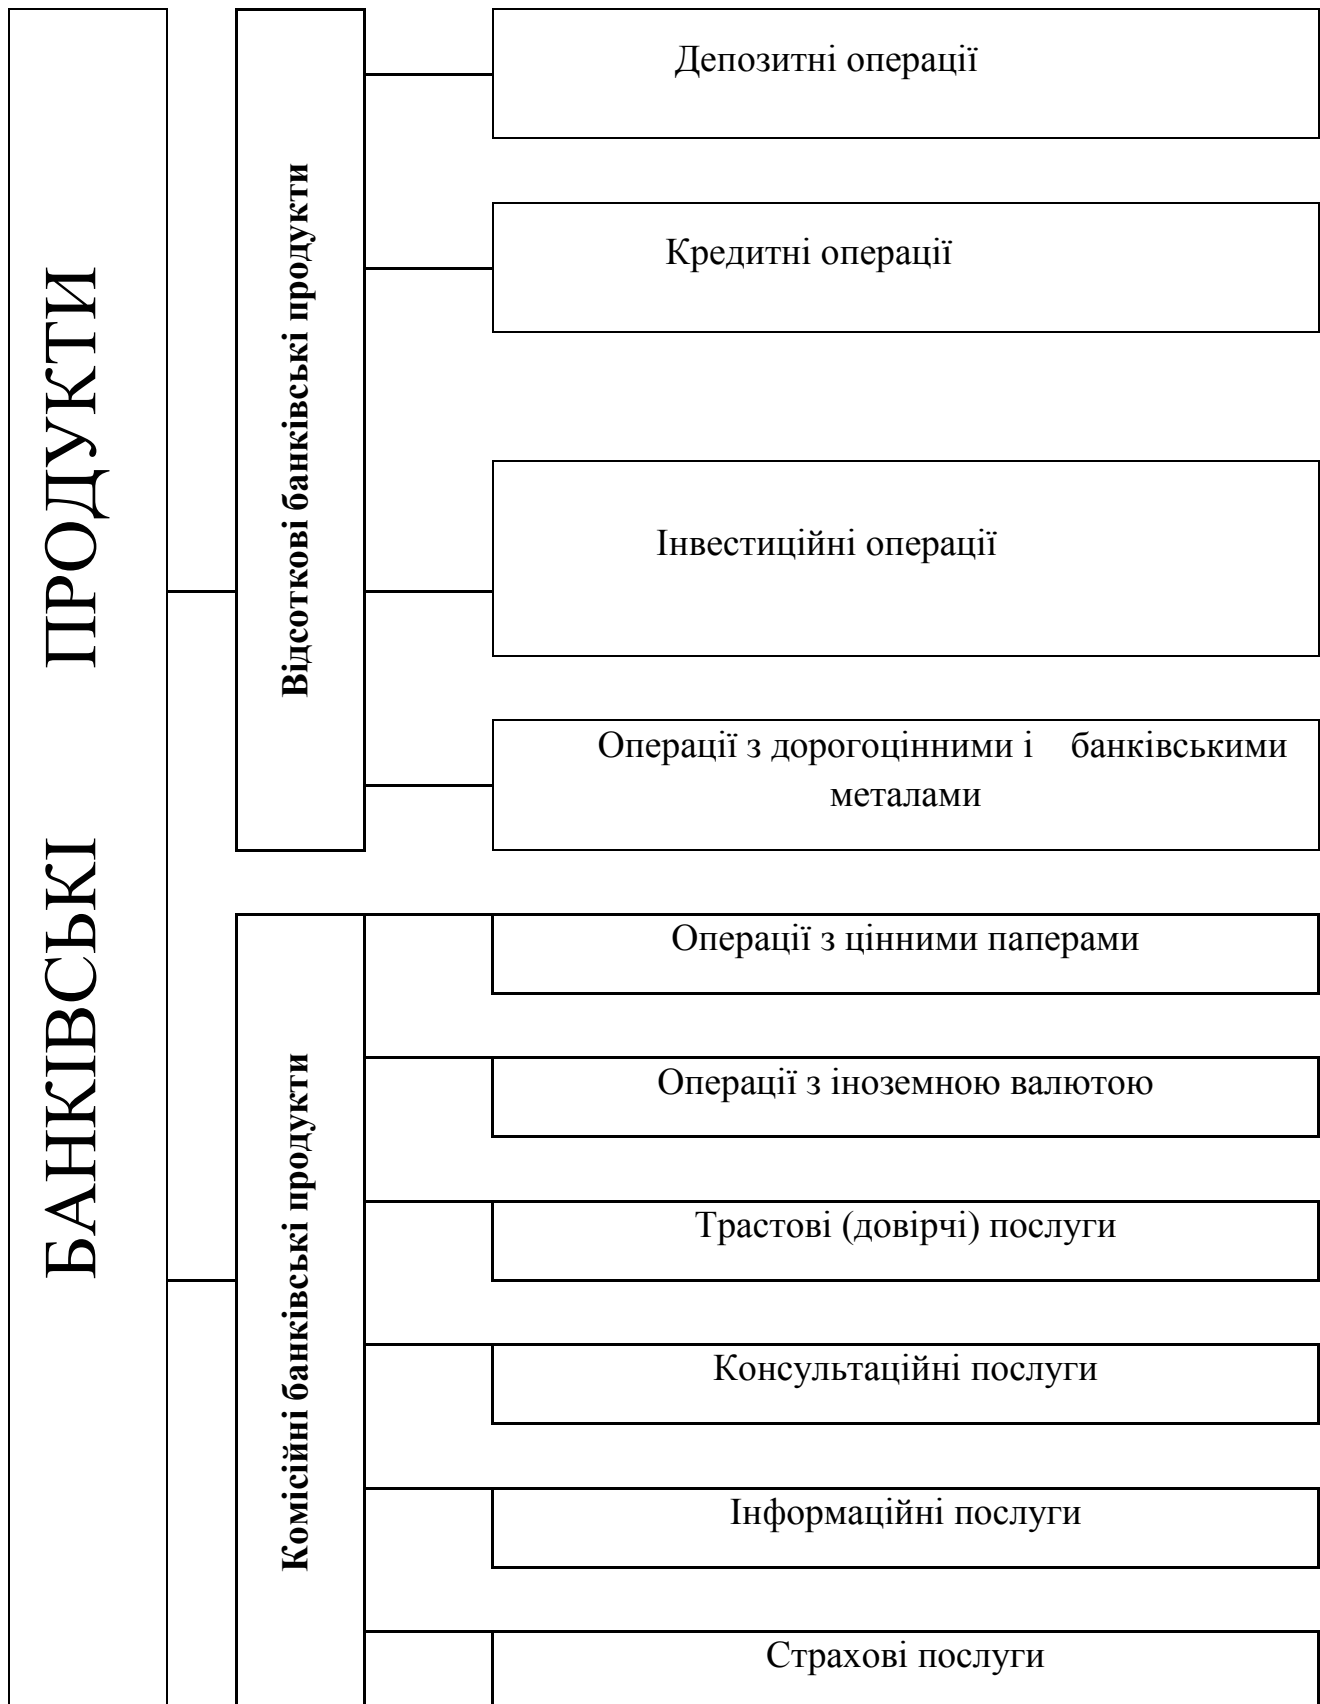 БАНКІВСЬКІ ПРОДУКТИ
Відсоткові банківські продукти
Депозитні операції
Кредитні операції
Інвестиційні операції
Операції з дорогоцінними і банківськими
металами
Комісійні банківські продукти
Операції з цінними паперами
Операції з іноземною валютою
Трастові (довірчі) послуги
Консультаційні послуги
Інформаційні послуги
Страхові послуги